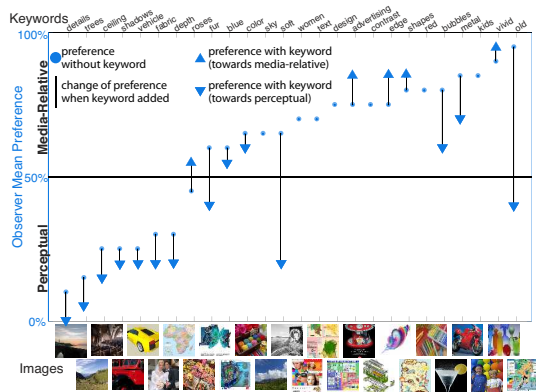 Keywords
details
trees
ceiling
shadows
vehicle
fabric
depth
roses
fur
blue
color
sky
soft
women
text
design
advertising
contrast
edge
shapes
red
bubbles
metal
kids
vivid
old
100%
preference
without keyword
preference with keyword
(towards media-relative)
change of preference
when keyword added
preference with keyword
(towards perceptual)
Observer Mean Preference
Media-Relative
50%
Perceptual
0%
Images